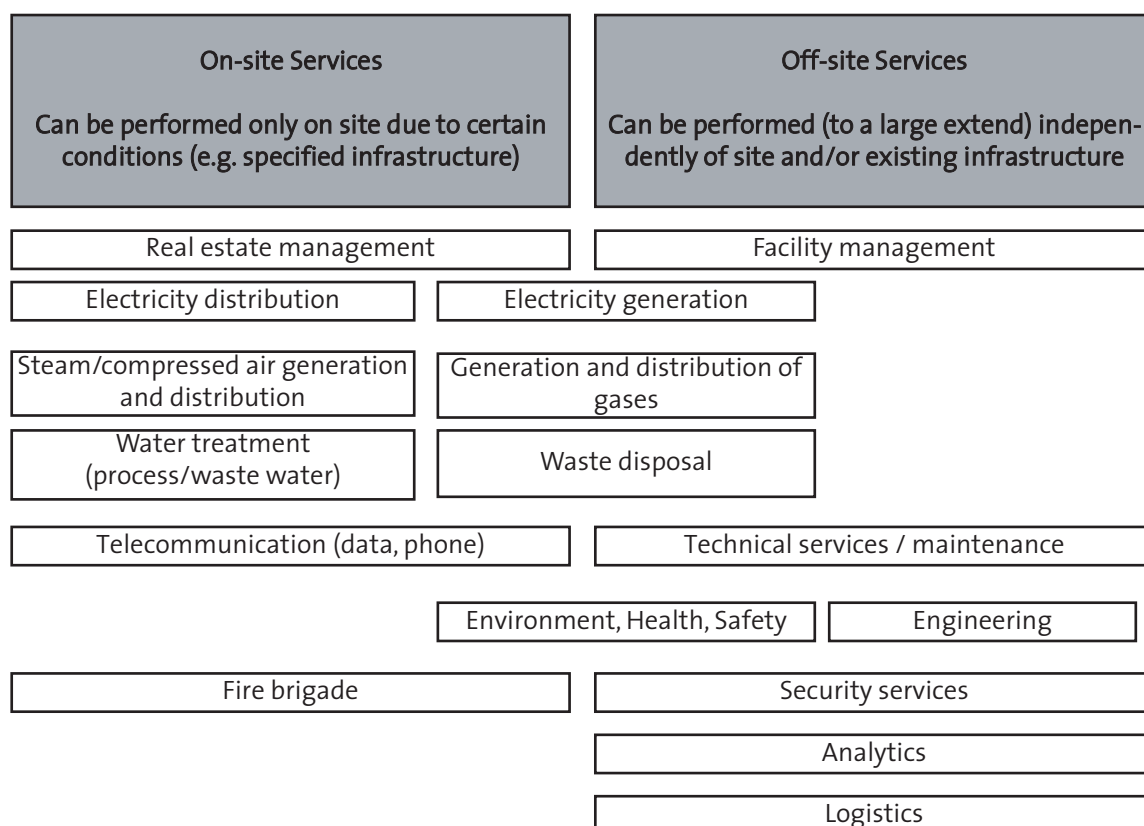 On-site Services
Can be performed only on site due to certain
conditions (e.g. specified infrastructure)
Off-site Services
Can be performed (to a large extend) indepen-
dently of site and/or existing infrastructure
Real estate management
Facility management
Electricity distribution
Electricity generation
Steam/compressed air generation
and distribution
Generation and distribution of
gases
Water treatment
(process/waste water)
Waste disposal
Telecommunication (data, phone)
Technical services / maintenance
Environment, Health, Safety
Engineering
Fire brigade
Security services
Analytics
Logistics